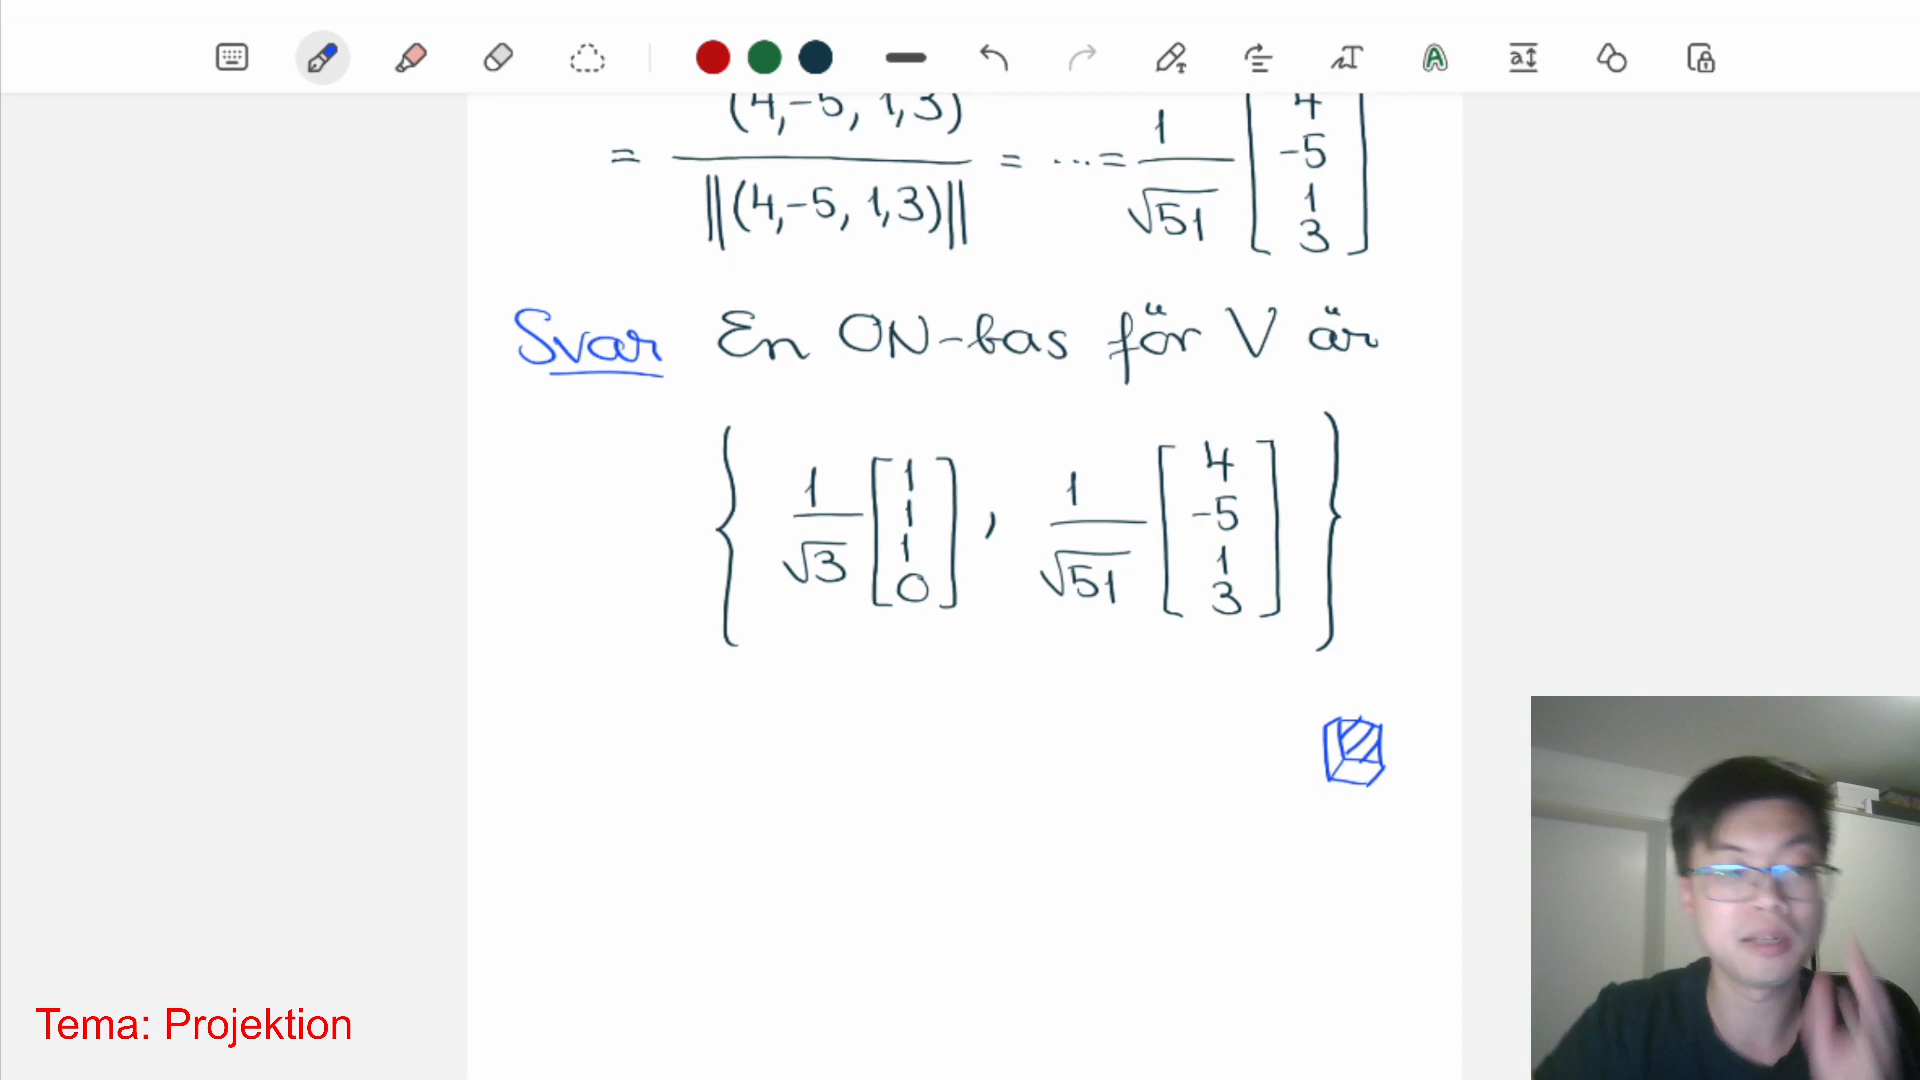 = (4,-5, 1,3) / ||(4,-5, 1,3)|| = ...= 1/√51 [4 -5 1 3]
Svar En ON-bas för V är
{ 1/√3 [1 1 1 0] , 1/√51 [4 -5 1 3] }
Tema: Projektion